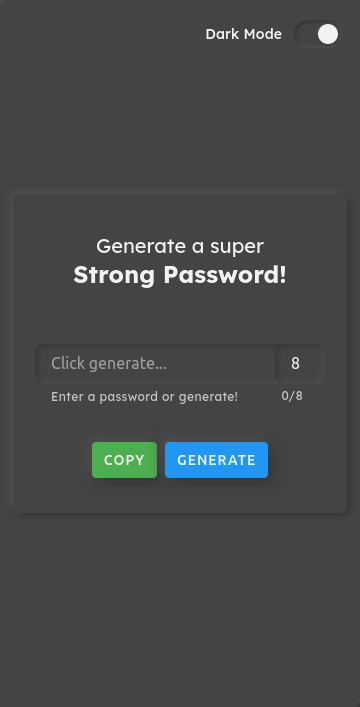 Dark Mode
Generate a super
Strong Password!
Click generate...
8
Enter a password or generate!
0/8
COPY
GENERATE